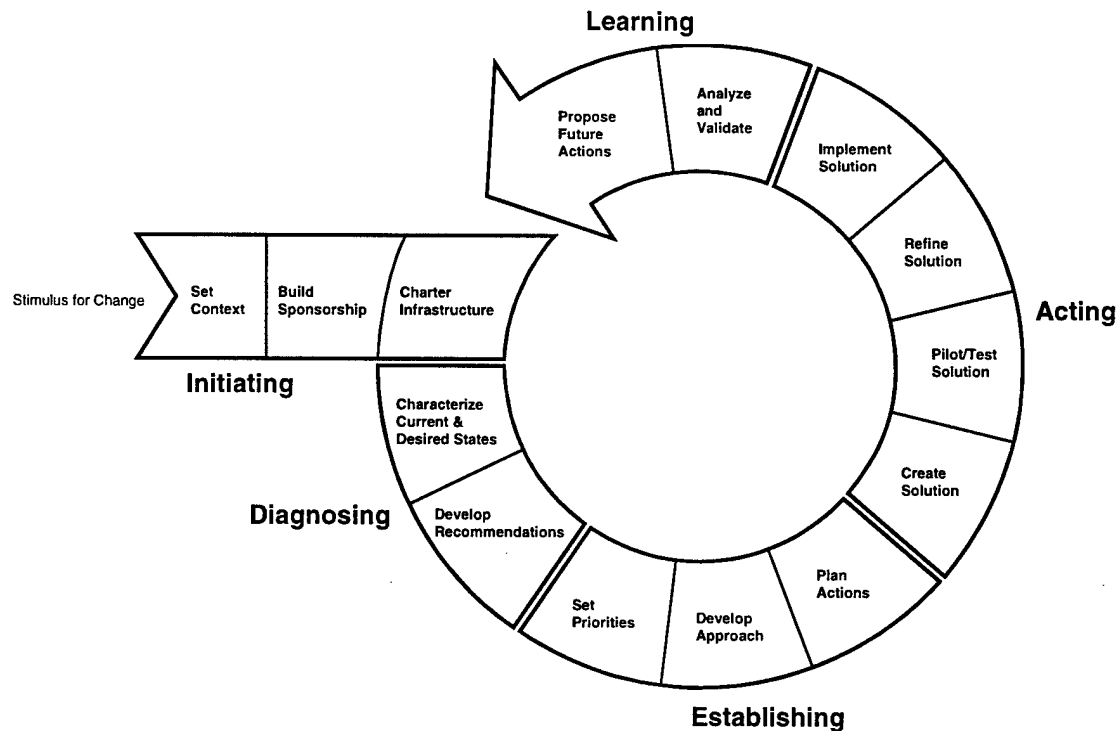 Learning
Propose
Future
Actions
Analyze
and
Validate
Implement
Solution
Refine
Solution
Acting
Pilot/Test
Solution
Create
Solution
Stimulus for Change
Set
Context
Build
Sponsorship
Charter
Infrastructure
Initiating
Characterize
Current &
Desired States
Diagnosing
Develop
Recommendations
Set
Priorities
Develop
Approach
Plan
Actions
Establishing